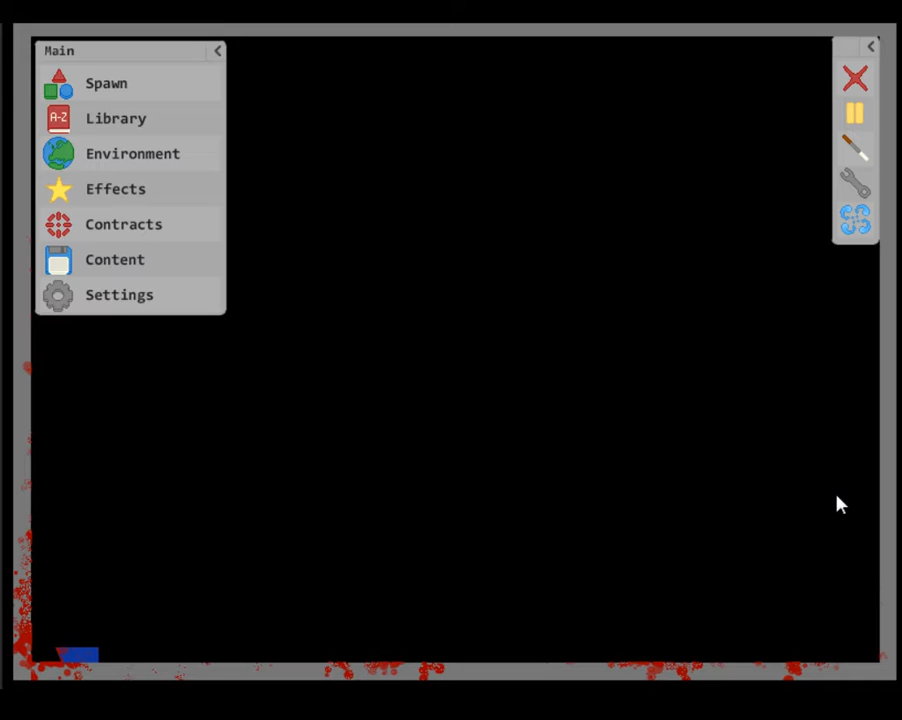 Main
Spawn
A-Z
Library
Environment
Effects
Contracts
Content
Settings